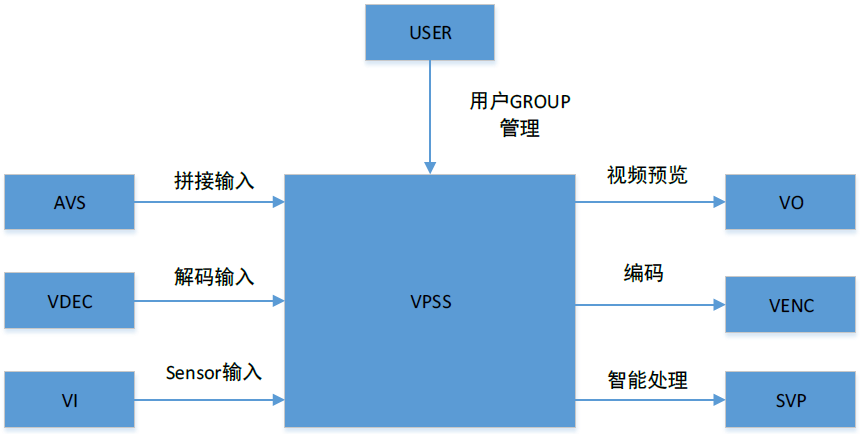 USER
用户GROUP
管理
AVS
拼接输入
视频预览
VO
VDEC
解码输入
VPSS
编码
VENC
VI
Sensor输入
智能处理
SVP